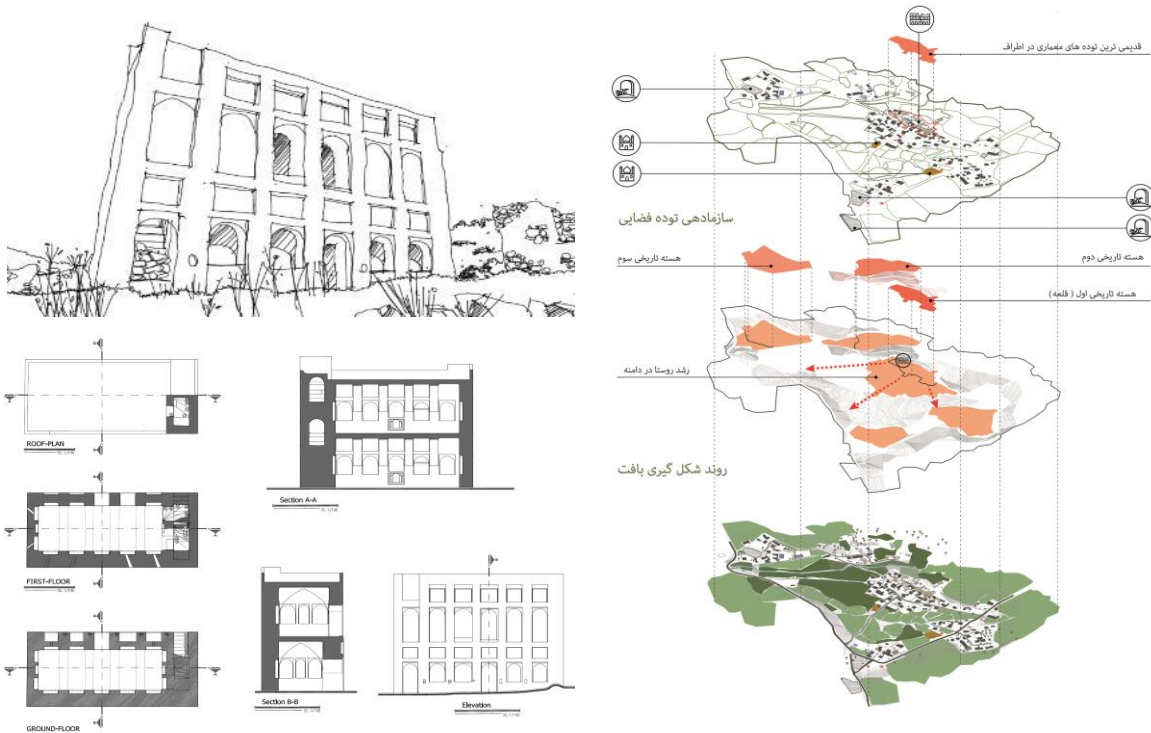 ROOF-PLAN
FIRST-FLOOR
GROUND-FLOOR
Section A-A
Section B-B
Elevation
قدیمی ترین توده های معماری در اطراف
سازمادهی توده فضایی
هسته تاریخی سوم
هسته تاریخی دوم
هسته تاریخی اول ( قلعه)
رشد روستا در دامنه
روند شکل گیری بافت